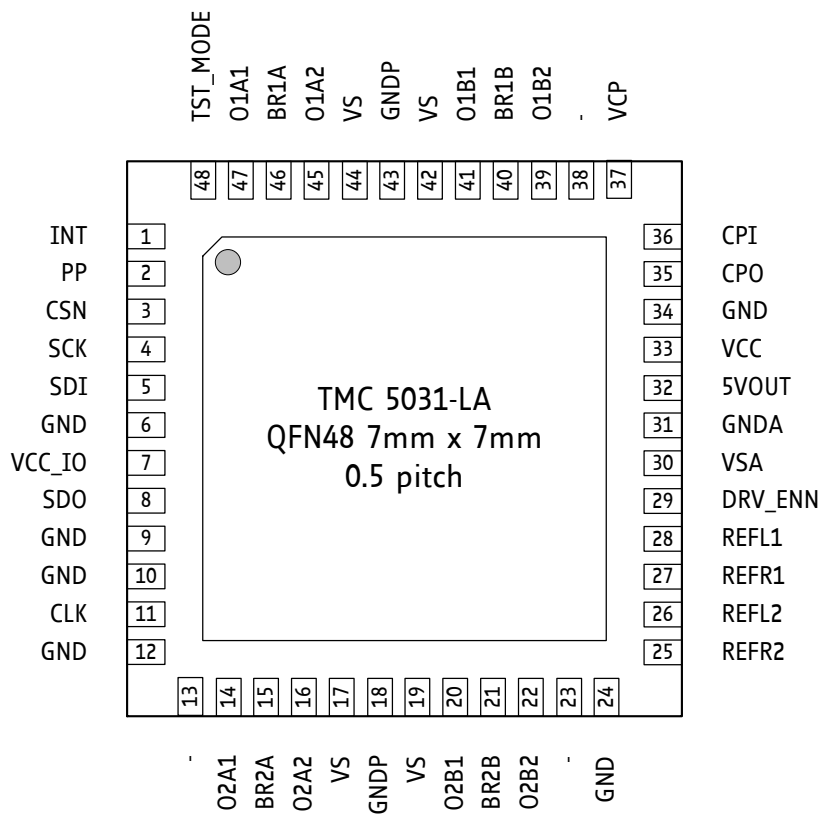 TST_MODE O1A1 BR1A O1A2 VS GNDP VS O1B1 BR1B O1B2 - VCP
48 47 46 45 44 43 42 41 40 39 38 37
INT 1 36 CPI
PP 2 35 CPO
CSN 3 34 GND
SCK 4 33 VCC
SDI 5 32 5VOUT
GND 6 31 GNDA
VCC_IO 7 30 VSA
SDO 8 29 DRV_ENN
GND 9 28 REFL1
GND 10 27 REFR1
CLK 11 26 REFL2
GND 12 25 REFR2
TMC 5031-LA
QFN48 7mm x 7mm
0.5 pitch
13 14 15 16 17 18 19 20 21 22 23 24
- O2A1 BR2A O2A2 VS GNDP VS O2B1 BR2B O2B2 - GND